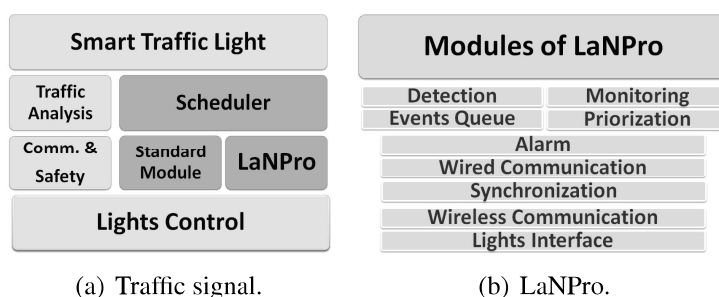 Smart Traffic Light
Traffic
Analysis
Scheduler
Comm. &
Safety
Standard
Module
LaNPro
Lights Control
(a) Traffic signal.
Modules of LaNPro
Detection
Monitoring
Events Queue
Priorization
Alarm
Wired Communication
Synchronization
Wireless Communication
Lights Interface
(b) LaNPro.